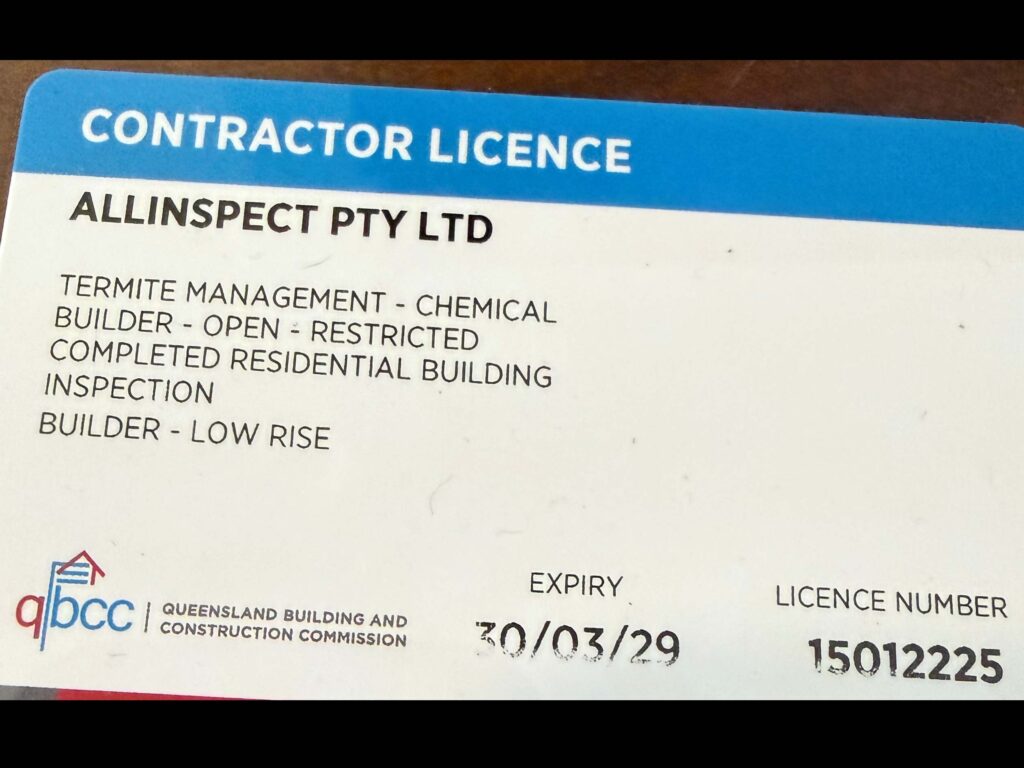 CONTRACTOR LICENCE
ALLINSPECT PTY LTD
TERMITE MANAGEMENT - CHEMICAL
BUILDER - OPEN - RESTRICTED
COMPLETED RESIDENTIAL BUILDING
INSPECTION
BUILDER - LOW RISE
qbcc
QUEENSLAND BUILDING AND
CONSTRUCTION COMMISSION
EXPIRY
30/03/29
LICENCE NUMBER
15012225